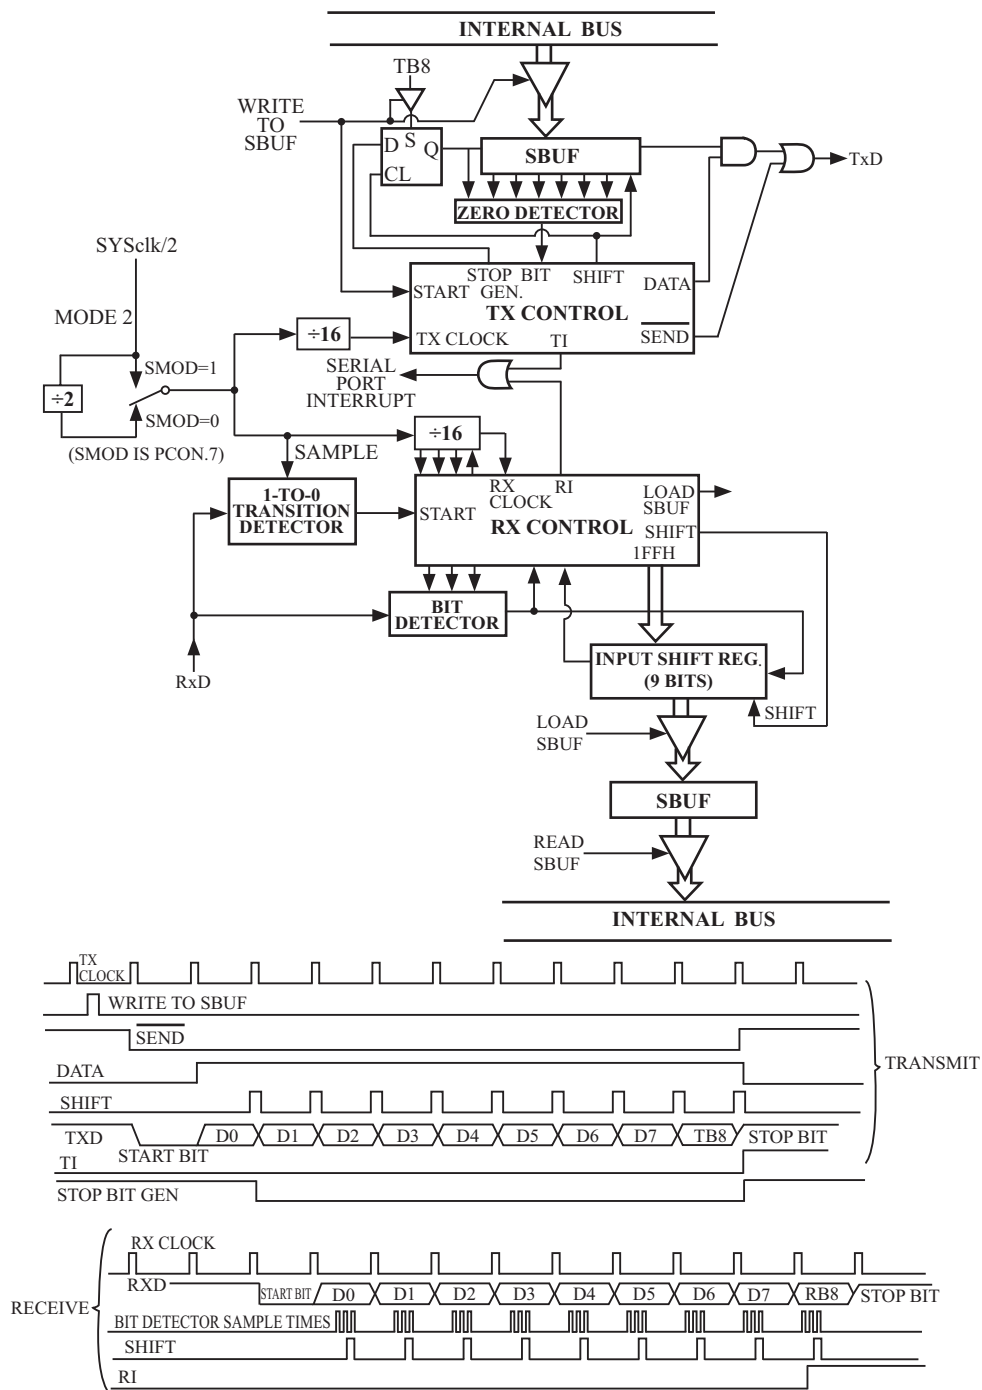 INTERNAL BUS
TB8
WRITE
TO
SBUF
D S Q
CL
SBUF
TxD
ZERO DETECTOR
SYSclk/2
STOP BIT SHIFT
GEN.
START
DATA
TX CONTROL
MODE 2
÷16
TX CLOCK
TI
SEND
SMOD=1
SERIAL
PORT
INTERRUPT
÷2
SMOD=0
(SMOD IS PCON.7)
÷16
SAMPLE
1-TO-0
TRANSITION
DETECTOR
RX
CLOCK
RI
LOAD
SBUF
START
RX CONTROL
SHIFT
1FFH
BIT
DETECTOR
RxD
INPUT SHIFT REG.
(9 BITS)
SHIFT
LOAD
SBUF
SBUF
READ
SBUF
INTERNAL BUS
TX
CLOCK
WRITE TO SBUF
SEND
DATA
TRANSMIT
SHIFT
TXD
D0 D1 D2 D3 D4 D5 D6 D7 TB8 STOP BIT
START BIT
TI
STOP BIT GEN
RX CLOCK
RXD
START BIT D0 D1 D2 D3 D4 D5 D6 D7 RB8 STOP BIT
RECEIVE
BIT DETECTOR SAMPLE TIMES
SHIFT
RI